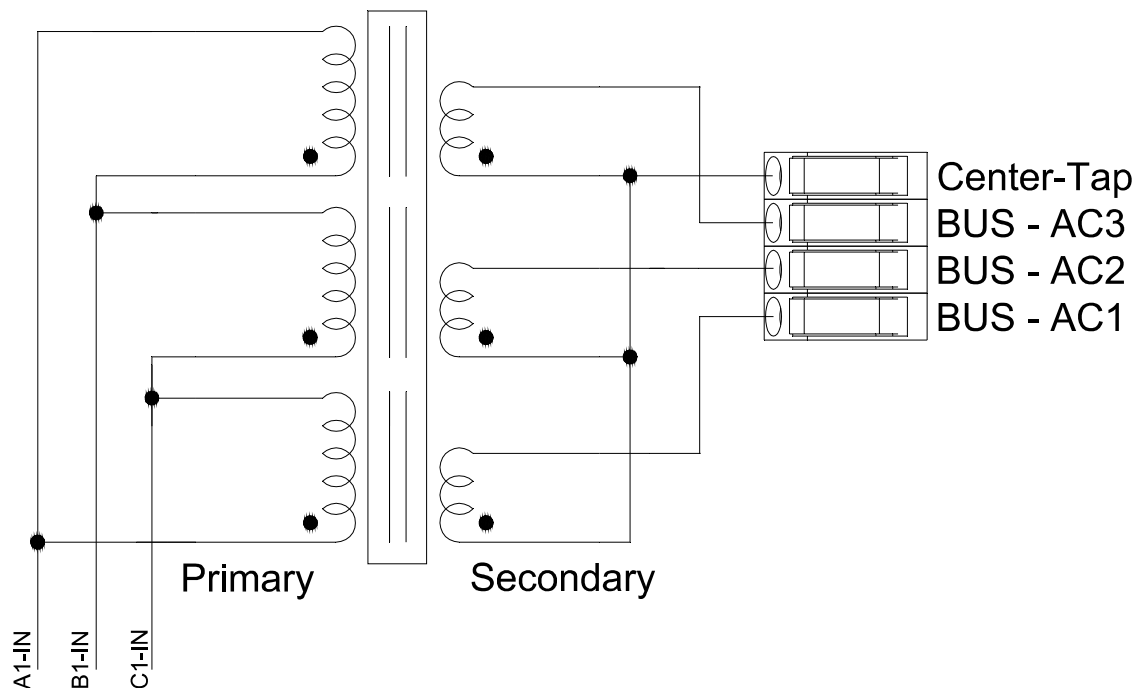 Center-Tap
BUS - AC3
BUS - AC2
BUS - AC1
Primary
Secondary
A1-IN
B1-IN
C1-IN